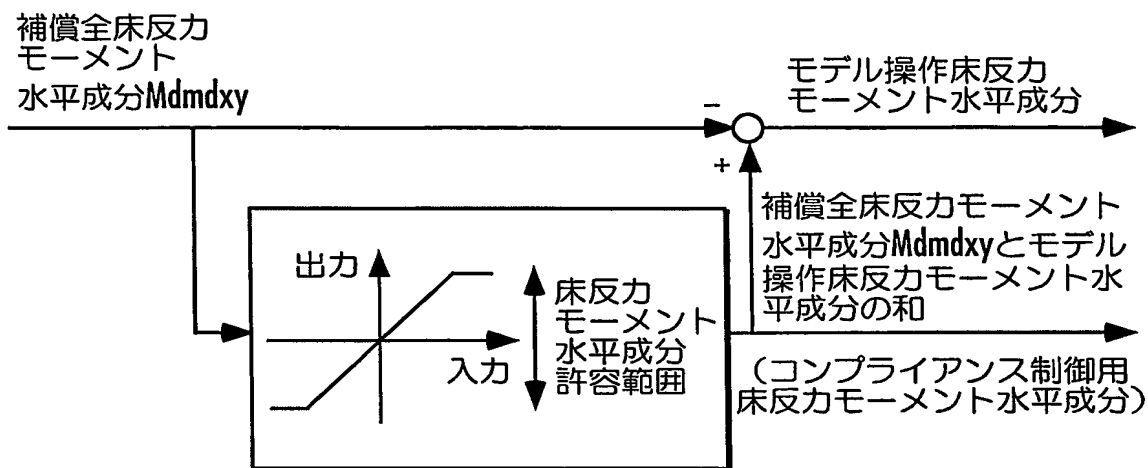 補償全床反力
モーメント
水平成分Mdmdxy
モデル操作床反力
モーメント水平成分
−
+
補償全床反力モーメント
水平成分Mdmdxyとモデル
操作床反力モーメント水
平成分の和
出力
入力
床反力
モーメント
水平成分
許容範囲
（コンプライアンス制御用
床反力モーメント水平成分）